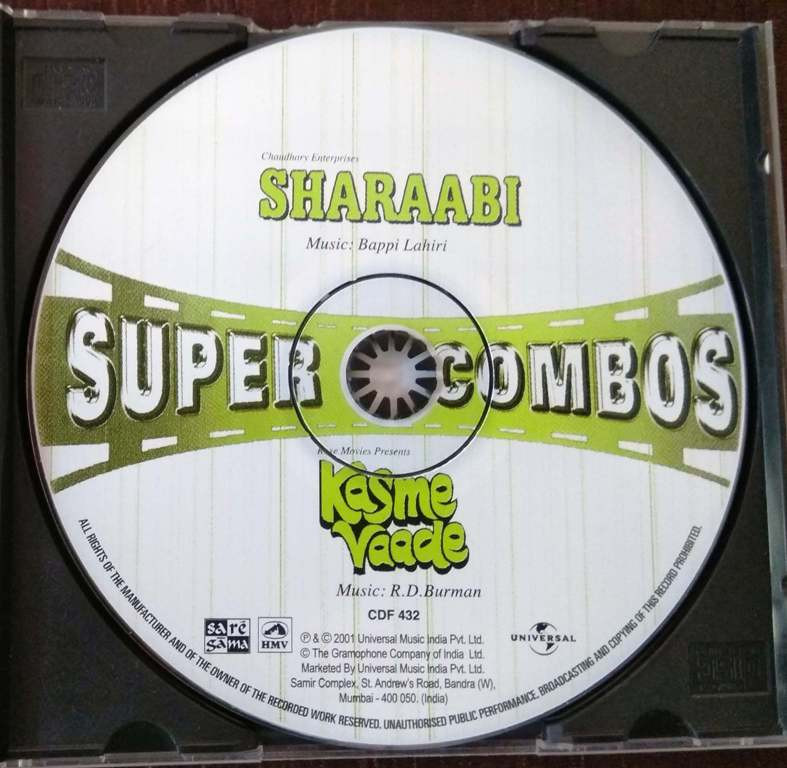 Chaudhary Enterprises
SHARAABI
Music: Bappi Lahiri
SUPER COMBOS
Movies Presents
Kasme
Vaade
Music: R.D.Burman
CDF 432
sa rē
gāma
HMV
℗ & © 2001 Universal Music India Pvt. Ltd.
© The Gramophone Company of India Ltd.
Marketed By Universal Music India Pvt. Ltd.
Samir Complex, St. Andrew's Road, Bandra (W),
Mumbai - 400 050. (India)
UNIVERSAL
ALL RIGHTS OF THE MANUFACTURER AND OF THE OWNER OF THE RECORDED WORK RESERVED. UNAUTHORISED PUBLIC PERFORMANCE, BROADCASTING AND COPYING OF THIS RECORD PROHIBITED.